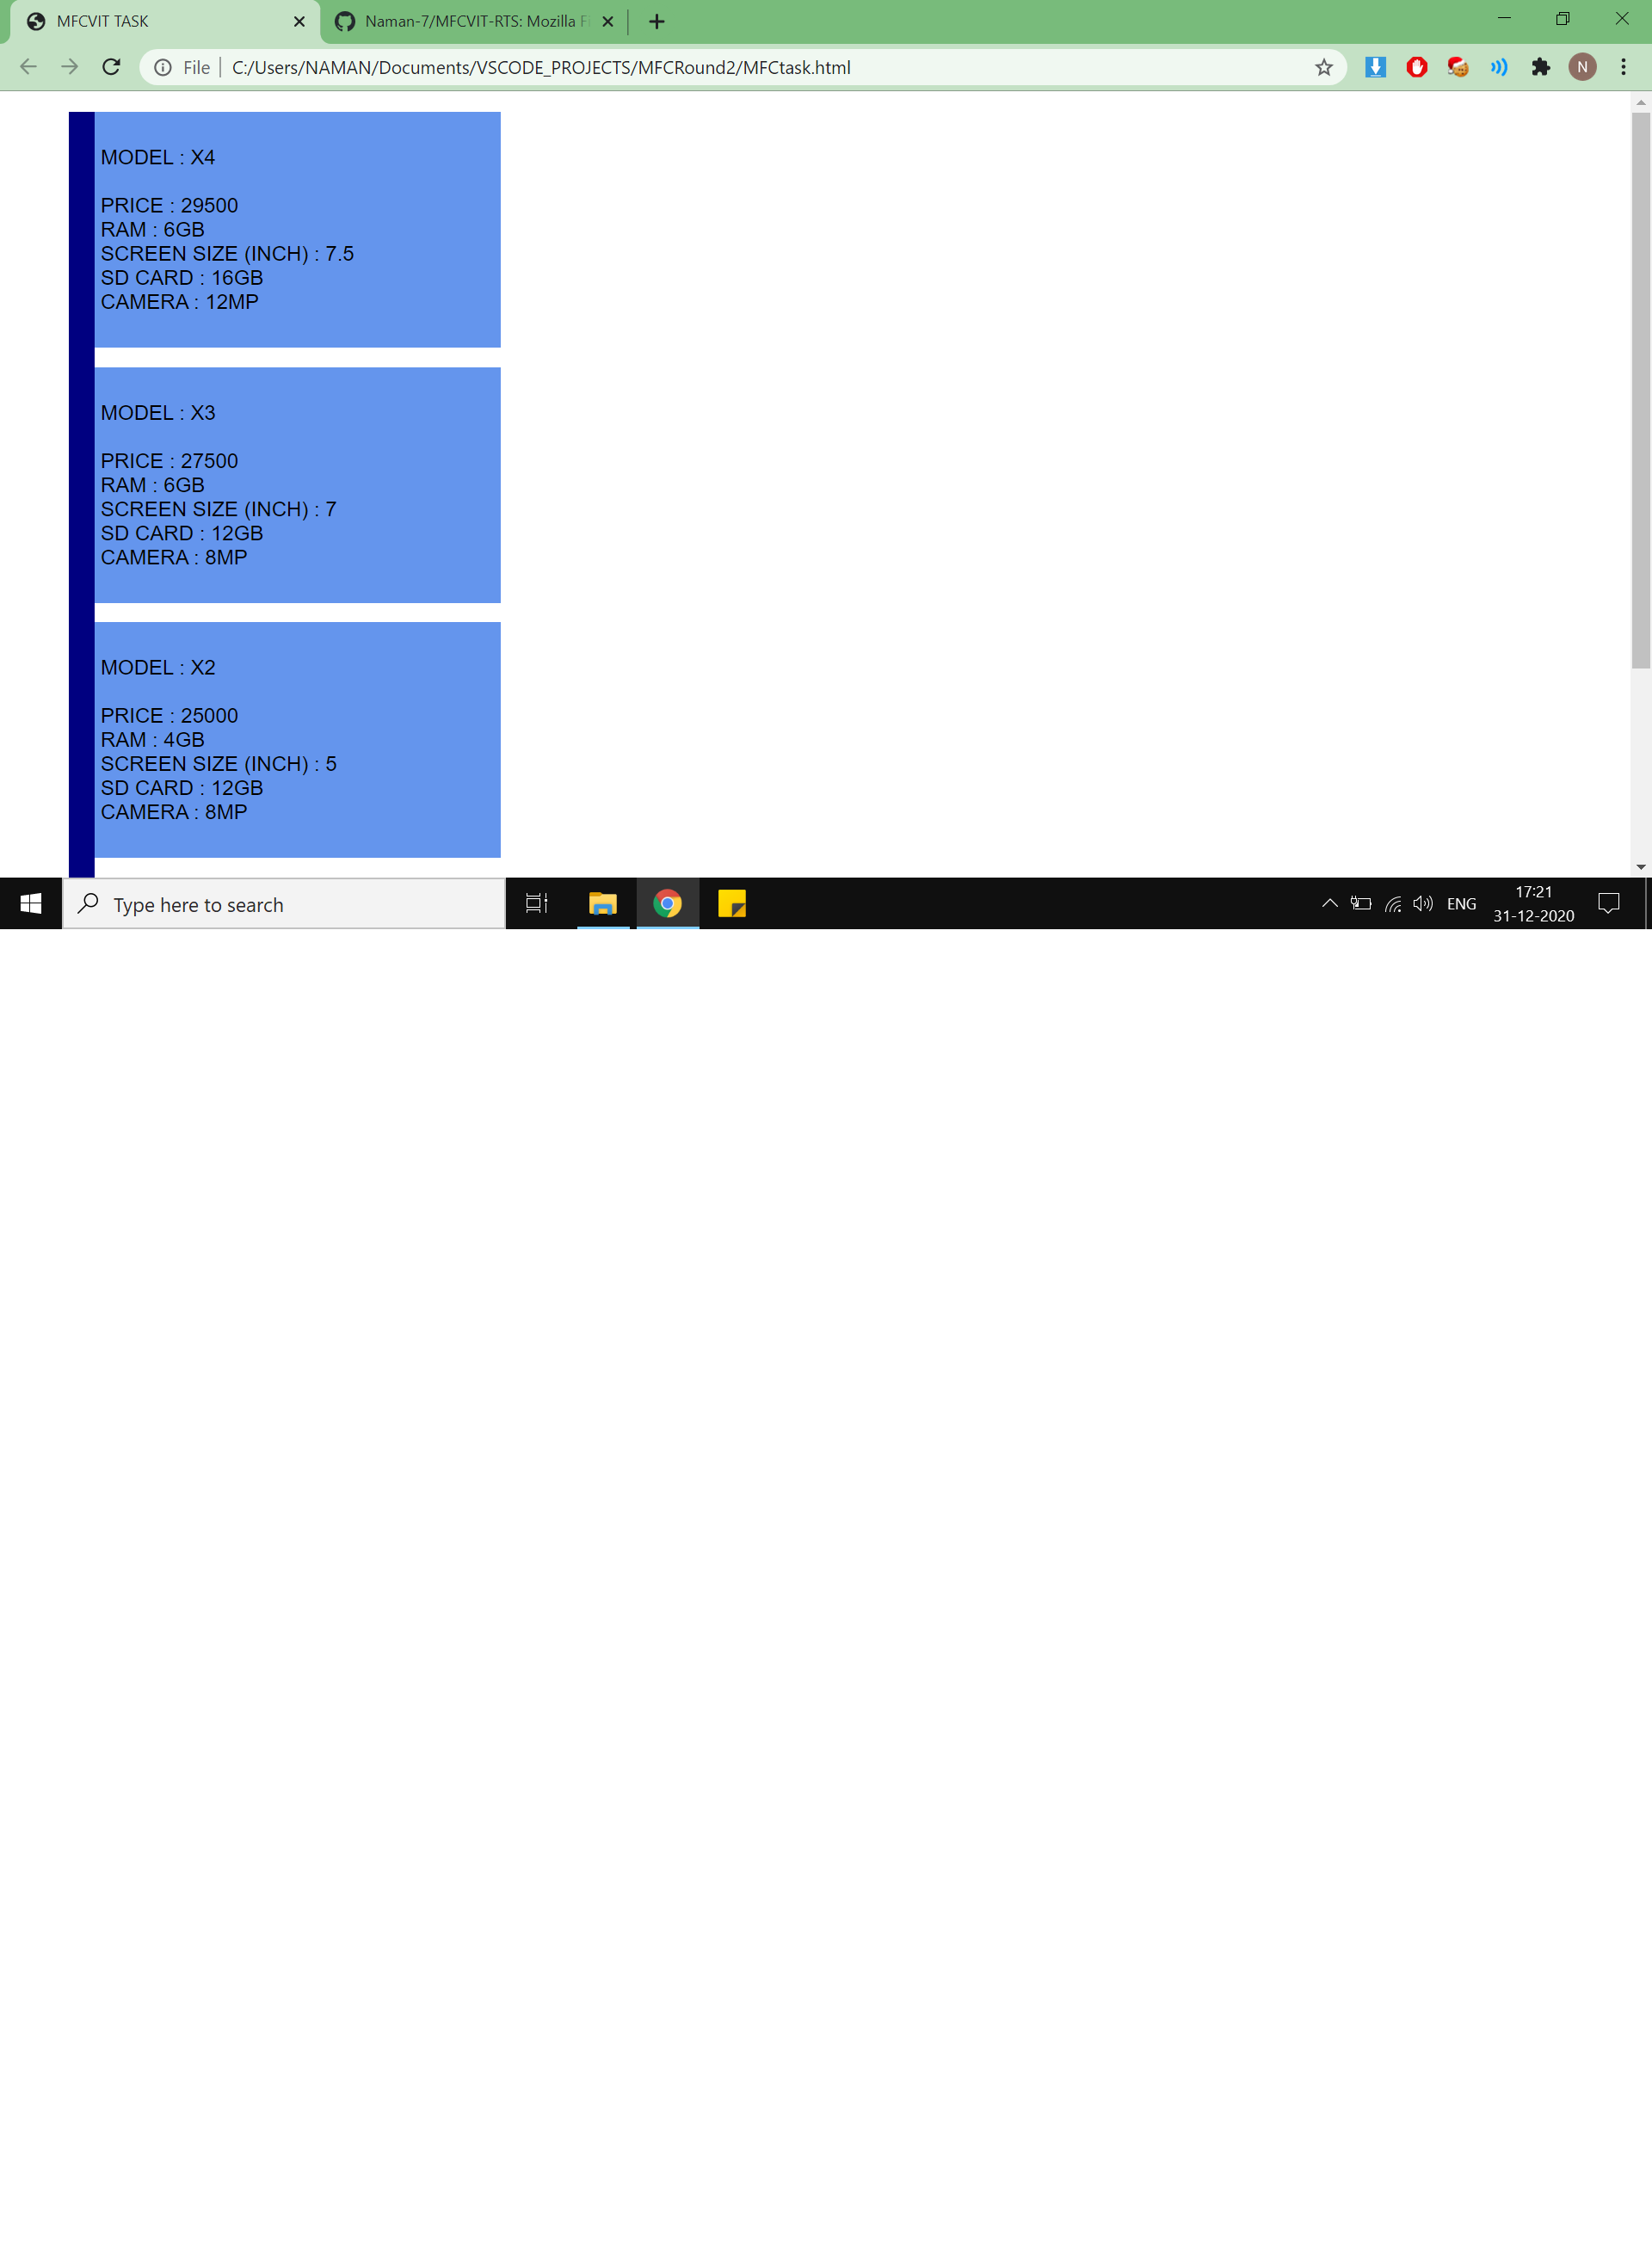 MFCVIT TASK
Naman-7/MFCVIT-RTS: Mozilla Fi
File
C:/Users/NAMAN/Documents/VSCODE_PROJECTS/MFCRound2/MFCtask.html
N
MODEL : X4
PRICE : 29500
RAM : 6GB
SCREEN SIZE (INCH) : 7.5
SD CARD : 16GB
CAMERA : 12MP
MODEL : X3
PRICE : 27500
RAM : 6GB
SCREEN SIZE (INCH) : 7
SD CARD : 12GB
CAMERA : 8MP
MODEL : X2
PRICE : 25000
RAM : 4GB
SCREEN SIZE (INCH) : 5
SD CARD : 12GB
CAMERA : 8MP
Type here to search
ENG
17:21
31-12-2020